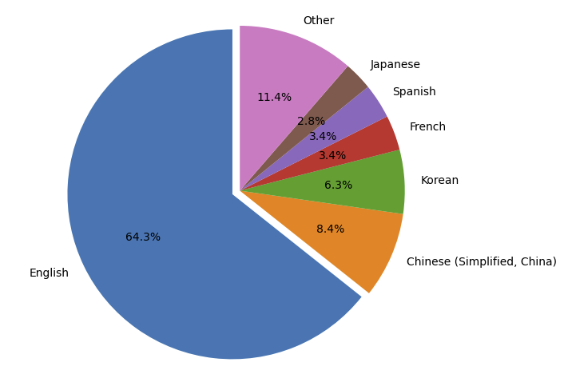 Other
11.4%
Japanese
2.8%
Spanish
3.4%
French
3.4%
Korean
6.3%
Chinese (Simplified, China)
8.4%
English
64.3%